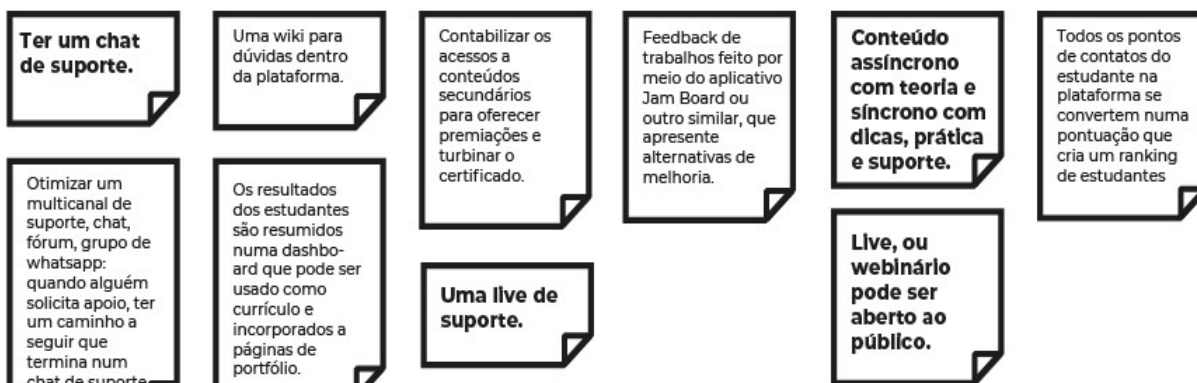 Ter um chat
de suporte.
Uma wiki para
dúvidas dentro
da plataforma.
Contabilizar os
acessos a
conteúdos
secundários
para oferecer
premiações e
turbinar o
certificado.
Feedback de
trabalhos feito por
meio do aplicativo
Jam Board ou
outro similar, que
apresente
alternativas de
melhoria.
Conteúdo
assíncrono
com teoria e
síncrono com
dicas, prática
e suporte.
Todos os pontos
de contatos do
estudante na
plataforma se
convertem numa
pontuação que
cria um ranking
de estudantes
Otimizar um
multicanal de
suporte, chat,
fórum, grupo de
whatsapp:
quando alguém
solicita apoio, ter
um caminho a
seguir que
termina num
chat de suporte
Os resultados
dos estudantes
são resumidos
numa dashbo-
ard que pode ser
usado como
currículo e
incorporados a
páginas de
portfólio.
Uma live de
suporte.
Live, ou
webinário
pode ser
aberto ao
público.